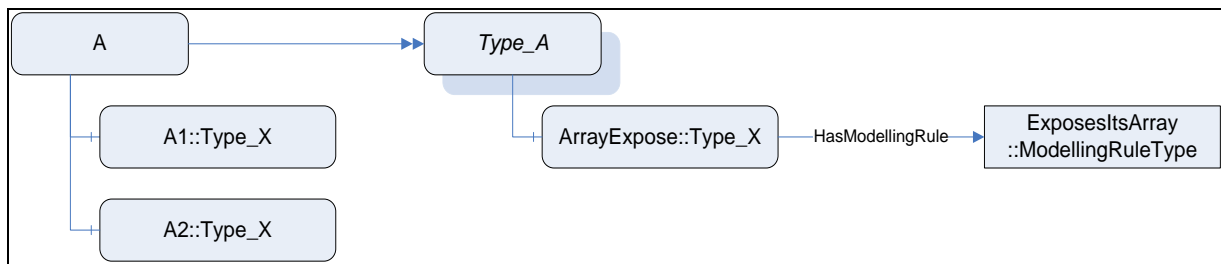 A
Type_A
A1::Type_X
ArrayExpose::Type_X
HasModellingRule
ExposesItsArray
::ModellingRuleType
A2::Type_X